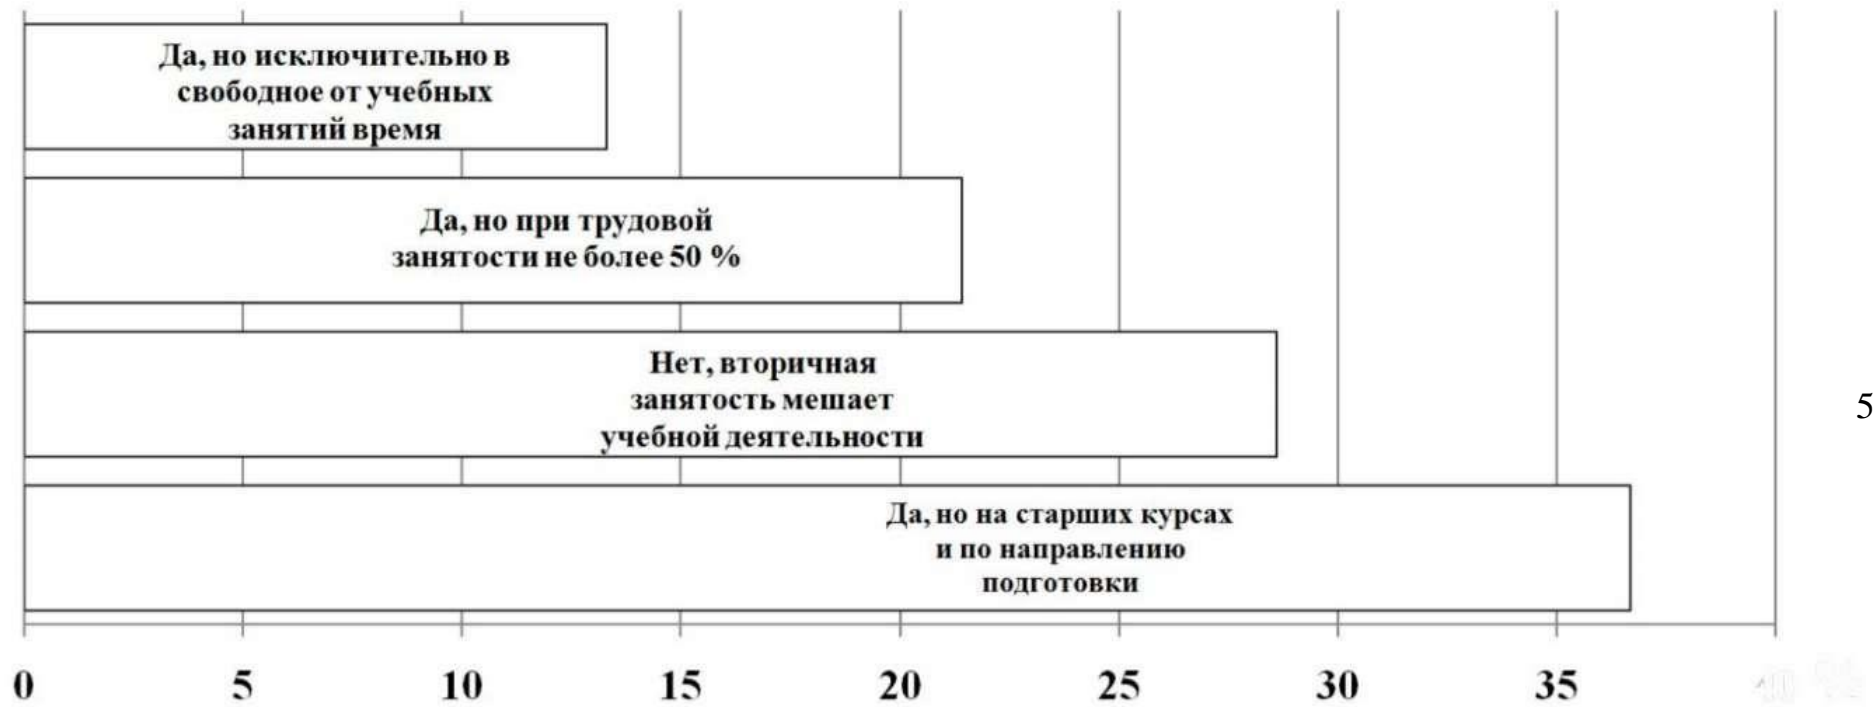 Да, но исключительно в
свободное от учебных
занятий время
Да, но при трудовой
занятости не более 50 %
Нет, вторичная
занятость мешает
учебной деятельности
5
Да, но на старших курсах
и по направлению
подготовки
0 5 10 15 20 25 30 35 40